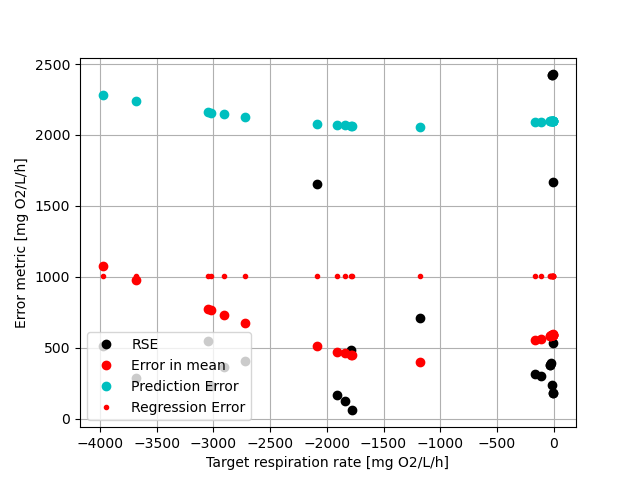 Error metric [mg O2/L/h]
2500
2000
1500
1000
500
0
RSE
Error in mean
Prediction Error
Regression Error
−4000 −3500 −3000 −2500 −2000 −1500 −1000 −500 0
Target respiration rate [mg O2/L/h]